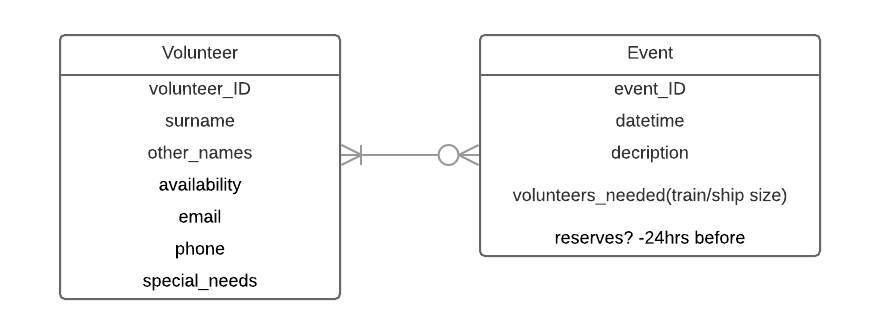 Volunteer
volunteer_ID
surname
other_names
availability
email
phone
special_needs
Event
event_ID
datetime
decription
volunteers_needed(train/ship size)
reserves? -24hrs before